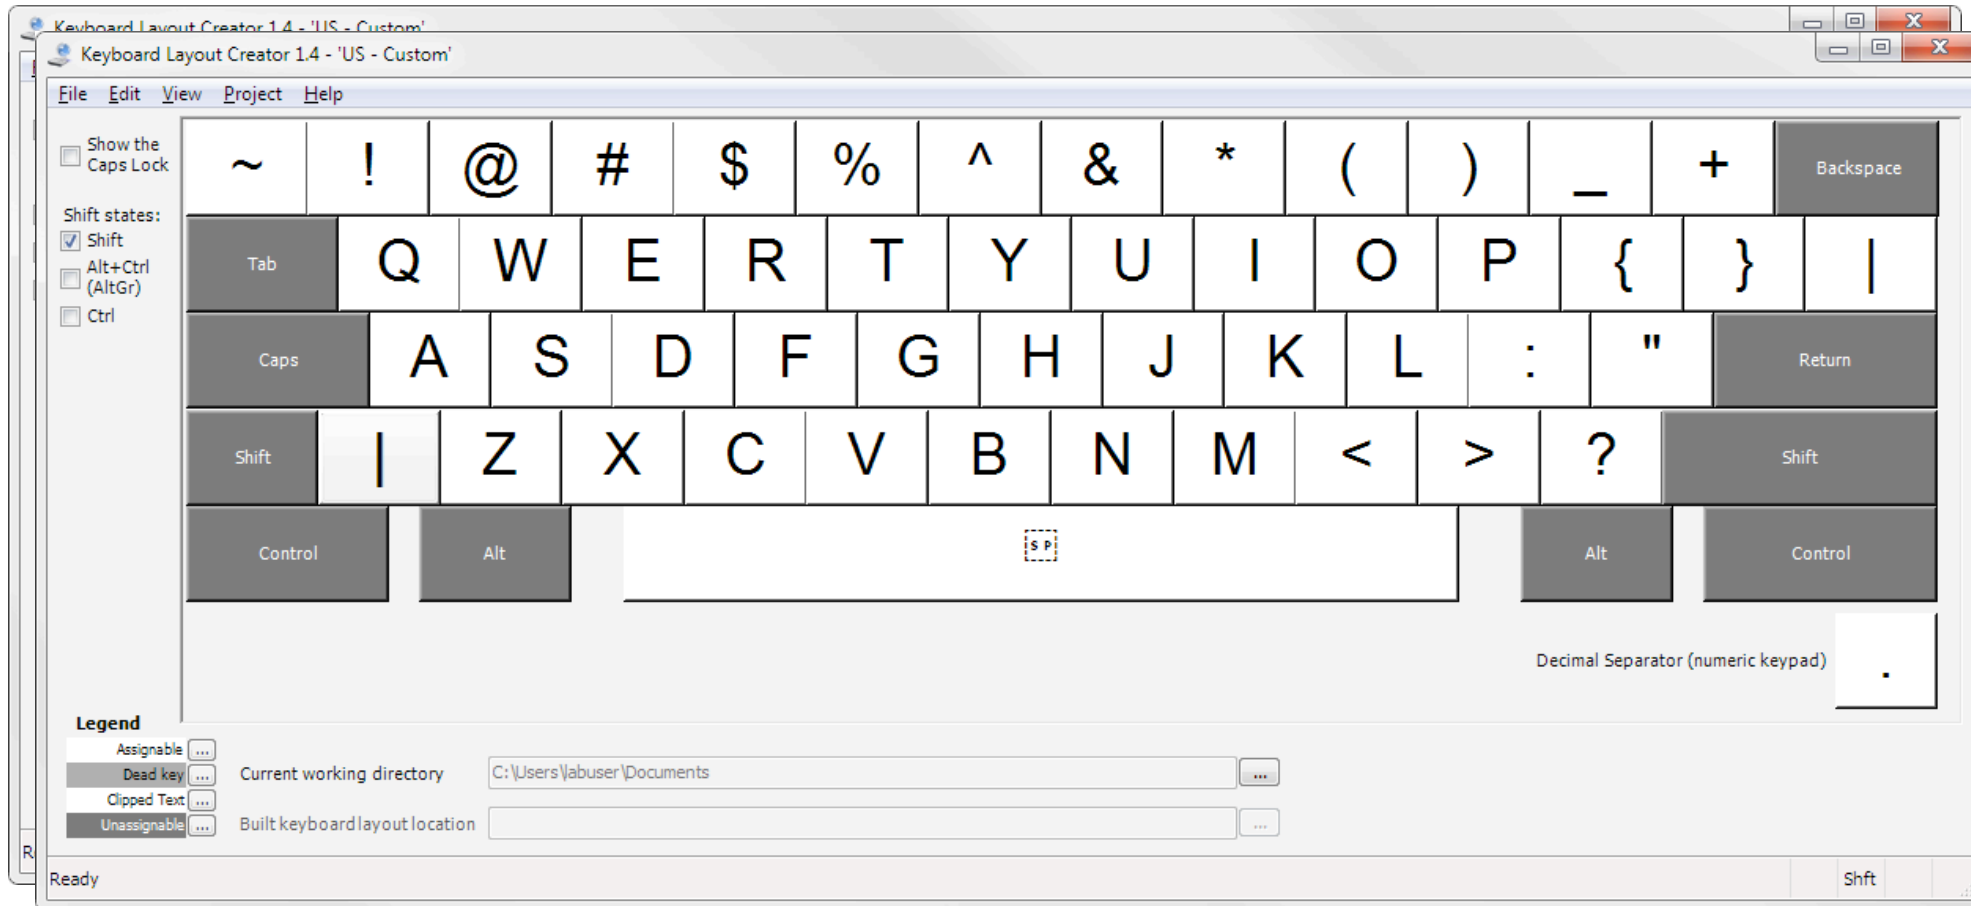 Keyboard Layout Creator 1.4 - 'US - Custom'
Keyboard Layout Creator 1.4 - 'US - Custom'
File Edit View Project Help
Show the
Caps Lock
Shift states:
Shift
Alt+Ctrl
(AltGr)
Ctrl
~ ! @ # $ % ^ & * ( ) _ + Backspace
Tab Q W E R T Y U I O P { } |
Caps A S D F G H J K L : " Return
Shift | Z X C V B N M < > ? Shift
Control Alt SP Alt Control
Decimal Separator (numeric keypad) .
Legend
Assignable ...
Dead key ...
Clipped Text ...
Unassignable ...
Current working directory C:\Users\labuser\Documents ...
Built keyboard layout location ...
Ready Shft